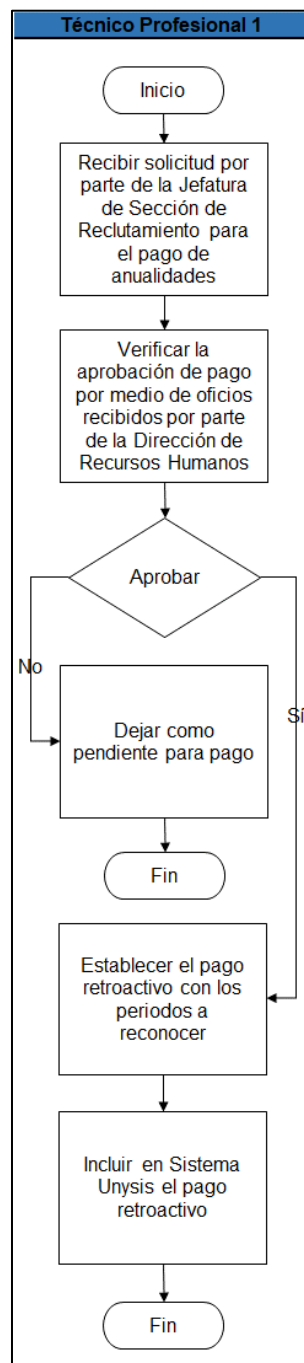 Técnico Profesional 1
Inicio
Recibir solicitud por
parte de la Jefatura
de Sección de
Reclutamiento para
el pago de
anualidades
Verificar la
aprobación de pago
por medio de oficios
recibidos por parte
de la Dirección de
Recursos Humanos
Aprobar
No
Sí
Dejar como
pendiente para pago
Fin
Establecer el pago
retroactivo con los
periodos a
reconocer
Incluir en Sistema
Unysis el pago
retroactivo
Fin